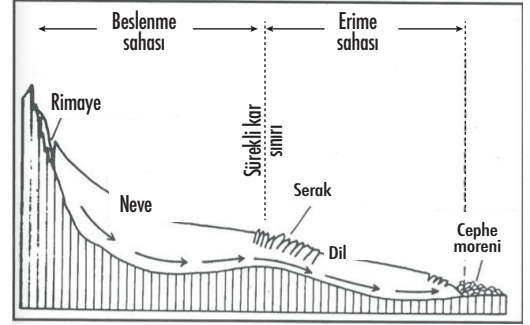 Beslenme
sahası
Erime
sahası
Rimaye
Sürekli kar
sınırı
Serak
Neve
Dil
Cephe
moreni